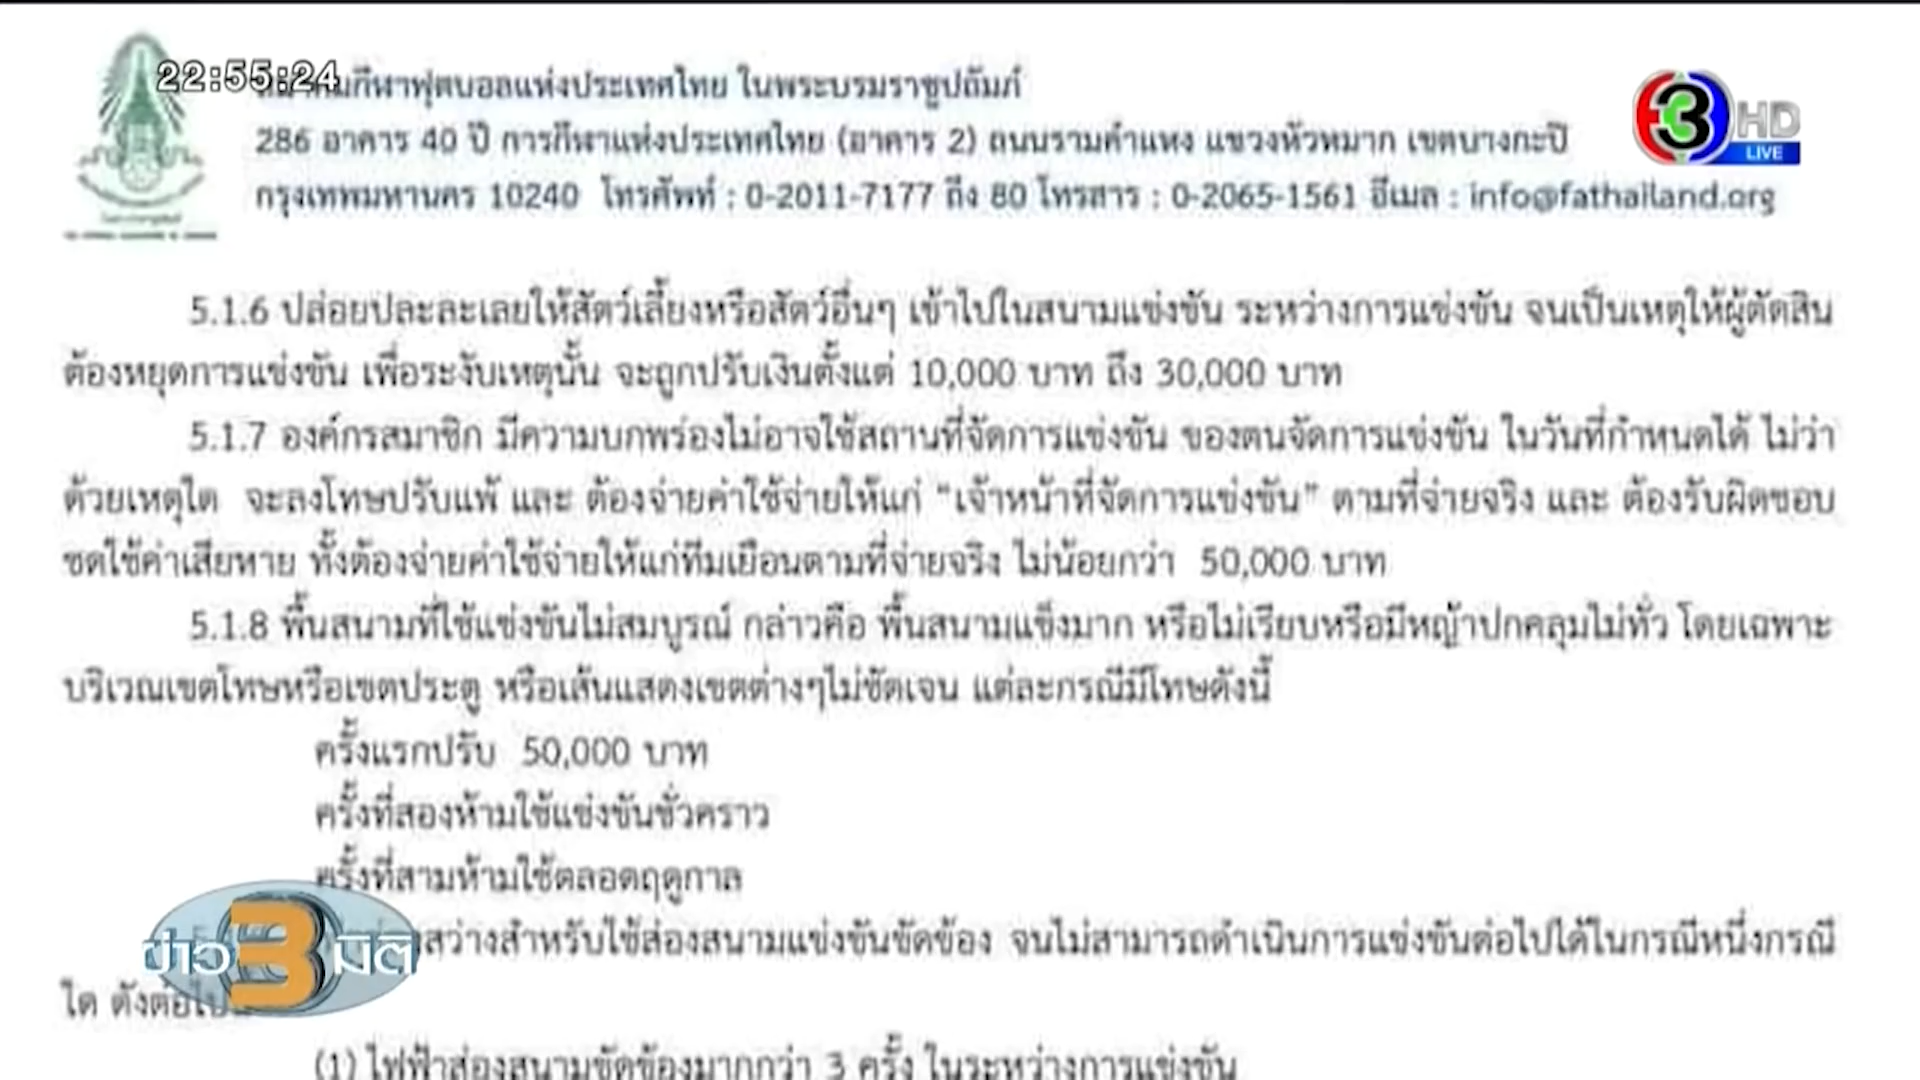 22:55:24
กีฬาฟุตบอลแห่งประเทศไทย ในพระบรมราชูปถัมภ์
3 HD
LIVE
286 อาคาร 40 ปี การกีฬาแห่งประเทศไทย (อาคาร 2) ถนนรามคำแหง แขวงหัวหมาก เขตบางกะปิ
กรุงเทพมหานคร 10240 โทรศัพท์ : 0-2011-7177 ถึง 80 โทรสาร : 0-2065-1561 อีเมล : info@fathailand.org
5.1.6 ปล่อยปละละเลยให้สัตว์เลี้ยงหรือสัตว์อื่นๆ เข้าไปในสนามแข่งขัน ระหว่างการแข่งขัน จนเป็นเหตุให้ผู้ตัดสิน
ต้องหยุดการแข่งขัน เพื่อระงับเหตุนั้น จะถูกปรับเงินตั้งแต่ 10,000 บาท ถึง 30,000 บาท
5.1.7 องค์กรสมาชิก มีความบกพร่องไม่อาจใช้สถานที่จัดการแข่งขัน ของตนจัดการแข่งขัน ในวันที่กำหนดได้ ไม่ว่า
ด้วยเหตุใด จะลงโทษปรับแพ้ และ ต้องจ่ายค่าใช้จ่ายให้แก่ "เจ้าหน้าที่จัดการแข่งขัน" ตามที่จ่ายจริง และ ต้องรับผิดชอบ
ชดใช้ค่าเสียหาย ทั้งต้องจ่ายค่าใช้จ่ายให้แก่ทีมเยือนตามที่จ่ายจริง ไม่น้อยกว่า 50,000 บาท
5.1.8 พื้นสนามที่ใช้แข่งขันไม่สมบูรณ์ กล่าวคือ พื้นสนามแข็งมาก หรือไม่เรียบหรือมีหญ้าปกคลุมไม่ทั่ว โดยเฉพาะ
บริเวณเขตโทษหรือเขตประตู หรือเส้นแสดงเขตต่างๆไม่ชัดเจน แต่ละกรณีมีโทษดังนี้
ครั้งแรกปรับ 50,000 บาท
ครั้งที่สองห้ามใช้แข่งขันชั่วคราว
ครั้งที่สามห้ามใช้ตลอดฤดูกาล
สว่างสำหรับใช้ส่องสนามแข่งขันขัดข้อง จนไม่สามารถดำเนินการแข่งขันต่อไปได้ในกรณีหนึ่งกรณี
ใด ดังต่อไป
ข่าว 3 มิติ
(1) ไฟฟ้าส่องสนามขัดข้องมากกว่า 3 ครั้ง ในระหว่างการแข่งขัน